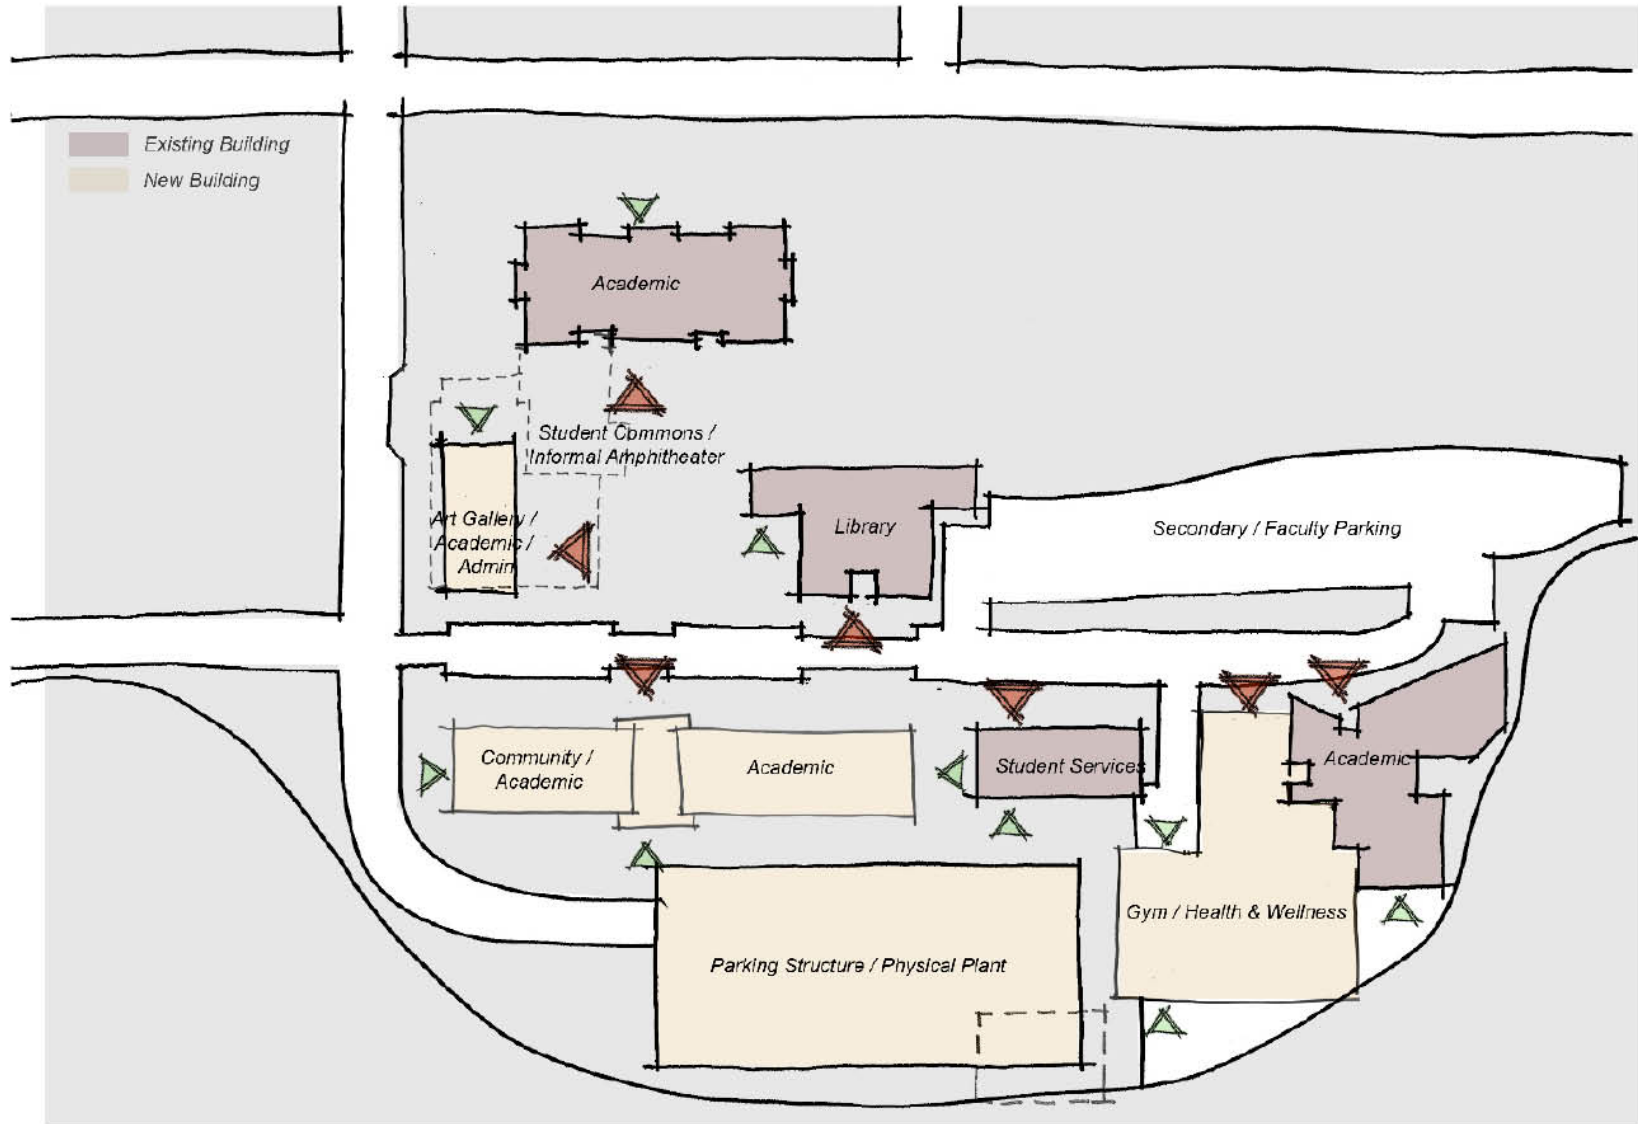 Existing Building
New Building
Academic
Student Commons /
Informal Amphitheater
Art Gallery /
Academic /
Admin
Library
Secondary / Faculty Parking
Community /
Academic
Academic
Student Services
Academic
Gym / Health & Wellness
Parking Structure / Physical Plant